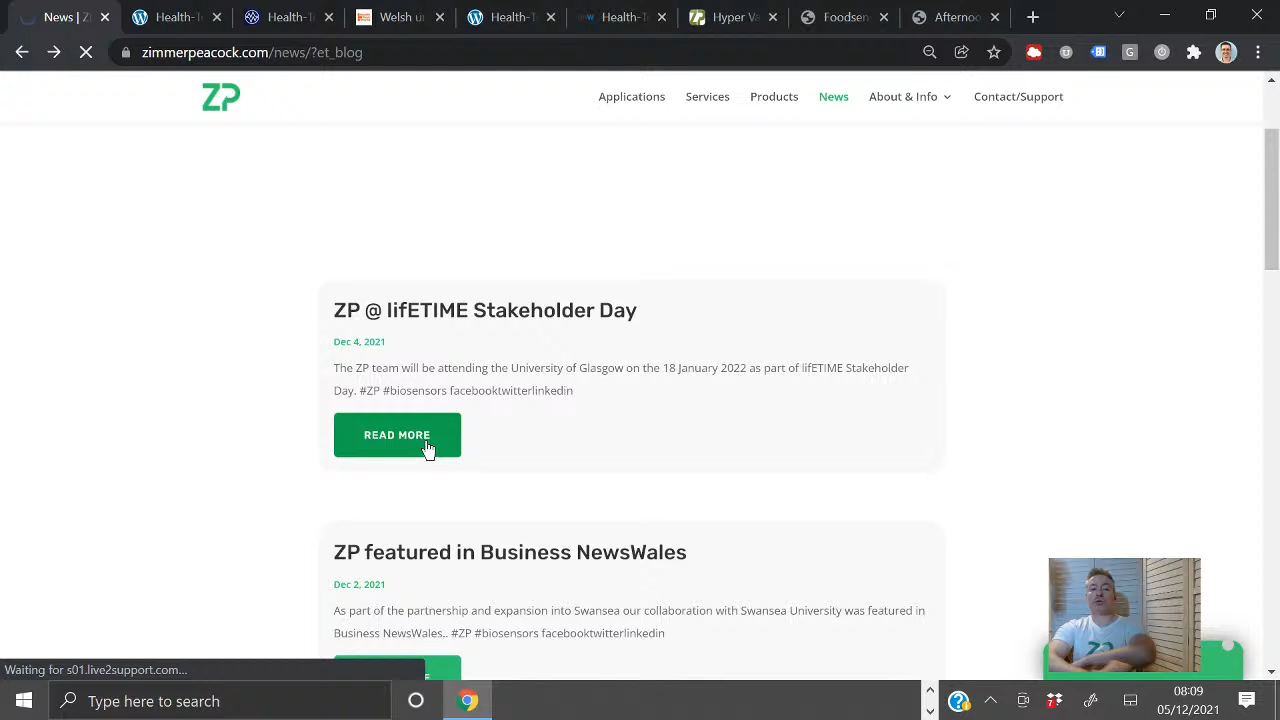 News | Z
Health-T
Health-T
Welsh u
Health-T
Health-T
Hyper Va
Foodsen
Afternoo
zimmerpeacock.com/news/?et_blog
ZP
Applications
Services
Products
News
About & Info
Contact/Support
ZP @ lifETIME Stakeholder Day
Dec 4, 2021
The ZP team will be attending the University of Glasgow on the 18 January 2022 as part of lifETIME Stakeholder
Day. #ZP #biosensors facebooktwitterlinkedin
READ MORE
ZP featured in Business NewsWales
Dec 2, 2021
As part of the partnership and expansion into Swansea our collaboration with Swansea University was featured in
Business NewsWales.. #ZP #biosensors facebooktwitterlinkedin
ZP
Waiting for s01.live2support.com...
Type here to search
08:09
05/12/2021